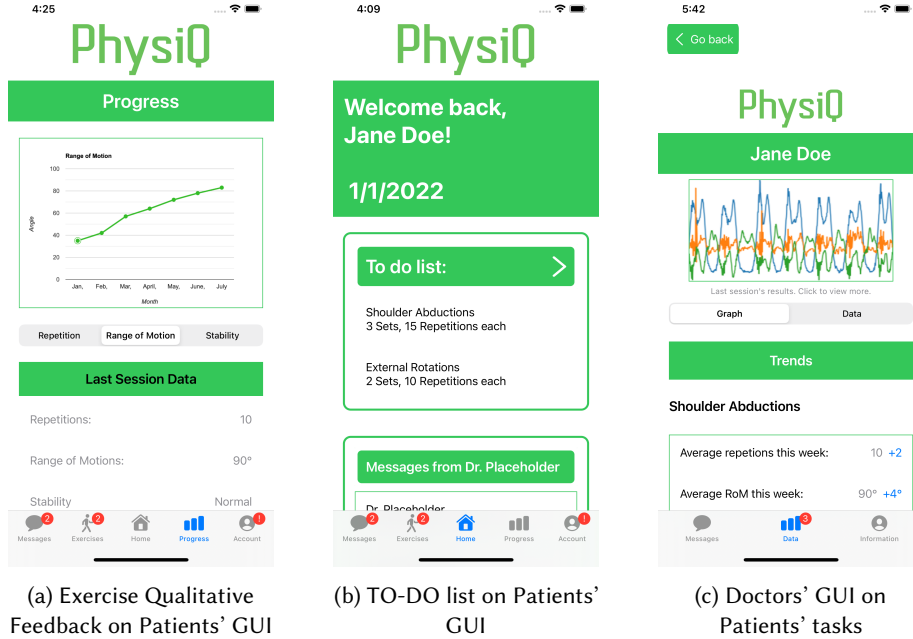 4:25
PhysiQ
Progress
Range of Motion
100
80
60
40
20
0
Angle
Jan, Feb, Mar, April, May, June, July
Month
Repetition Range of Motion Stability
Last Session Data
Repetitions: 10
Range of Motions: 90°
Stability Normal
2 2 !
Messages Exercises Home Progress Account
(a) Exercise Qualitative
Feedback on Patients' GUI
4:09
PhysiQ
Welcome back,
Jane Doe!
1/1/2022
To do list:
Shoulder Abductions
3 Sets, 15 Repetitions each
External Rotations
2 Sets, 10 Repetitions each
Messages from Dr. Placeholder
Dr. Placeholder
2 2 !
Messages Exercises Home Progress Account
(b) TO-DO list on Patients'
GUI
5:42
Go back
PhysiQ
Jane Doe
Last session's results. Click to view more.
Graph Data
Trends
Shoulder Abductions
Average repetions this week: 10 +2
Average RoM this week: 90° +4°
3
Messages Data Information
(c) Doctors' GUI on
Patients' tasks